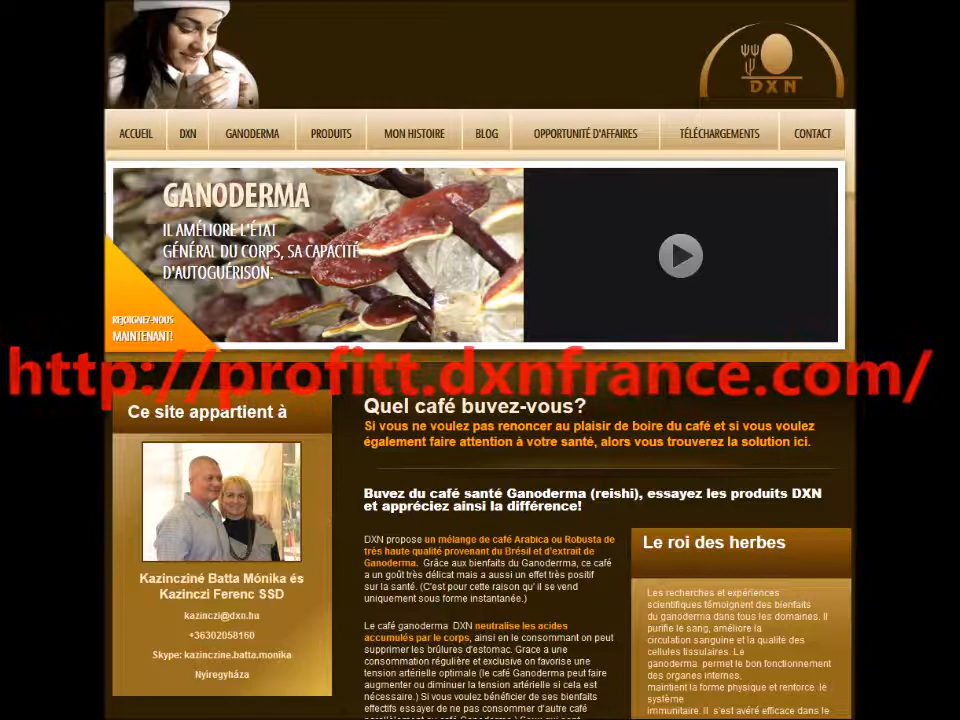 DXN
ACCUEIL
DXN
GANODERMA
PRODUITS
MON HISTOIRE
BLOG
OPPORTUNITÉ D'AFFAIRES
TÉLÉCHARGEMENTS
CONTACT
GANODERMA
IL AMÉLIORE L'ÉTAT
GÉNÉRAL DU CORPS, SA CAPACITÉ
D'AUTOGUÉRISON.
REJOIGNEZ-NOUS
MAINTENANT!
http://profitt.dxnfrance.com/
Ce site appartient à
Kazincziné Batta Mónika és
Kazinczi Ferenc SSD
kazinczi@dxn.hu
+36302058160
Skype: kazinczine.batta.monika
Nyíregyháza
Quel café buvez-vous?
Si vous ne voulez pas renoncer au plaisir de boire du café et si vous voulez
également faire attention à votre santé, alors vous trouverez la solution ici.
Buvez du café santé Ganoderma (reishi), essayez les produits DXN
et appréciez ainsi la différence!
DXN propose un mélange de café Arabica ou Robusta de
très haute qualité provenant du Brésil et d'extrait de
Ganoderma. Grâce aux bienfaits du Ganoderrma, ce café
a un goût très délicat mais a aussi un effet très positif
sur la santé. (C'est pour cette raison qu' il se vend
uniquement sous forme instantanée.)
Le café ganoderma DXN neutralise les acides
accumulés par le corps, ainsi en le consommant on peut
supprimer les brûlures d'estomac. Grace a une
consommation régulière et exclusive on favorise une
tension artérielle optimale (le café Ganoderma peut faire
augmenter ou diminuer la tension artérielle si cela est
nécessaire.) Si vous voulez bénéficier de ses bienfaits
effectifs essayer de ne pas consommer d'autre café
Le roi des herbes
Les recherches et expériences
scientifiques témoignent des bienfaits
du ganoderma dans tous les domaines. Il
purifie le sang, améliore la
circulation sanguine et la qualité des
cellules tissulaires. Le
ganoderma permet le bon fonctionnement
des organes internes,
maintient la forme physique et renforce le
système
immunitaire. Il s'est avéré efficace dans le